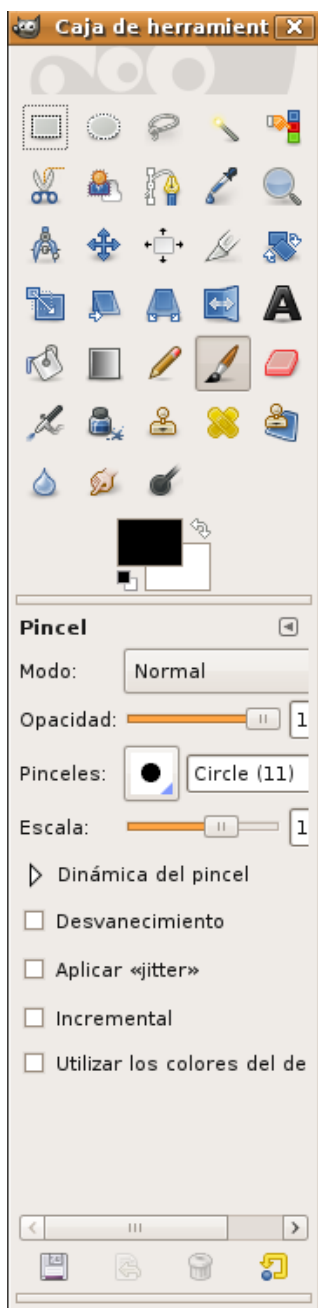 Caja de herramient
Pincel
Modo: Normal
Opacidad: 1
Pinceles: Circle (11)
Escala: 1
Dinámica del pincel
Desvanecimiento
Aplicar «jitter»
Incremental
Utilizar los colores del de